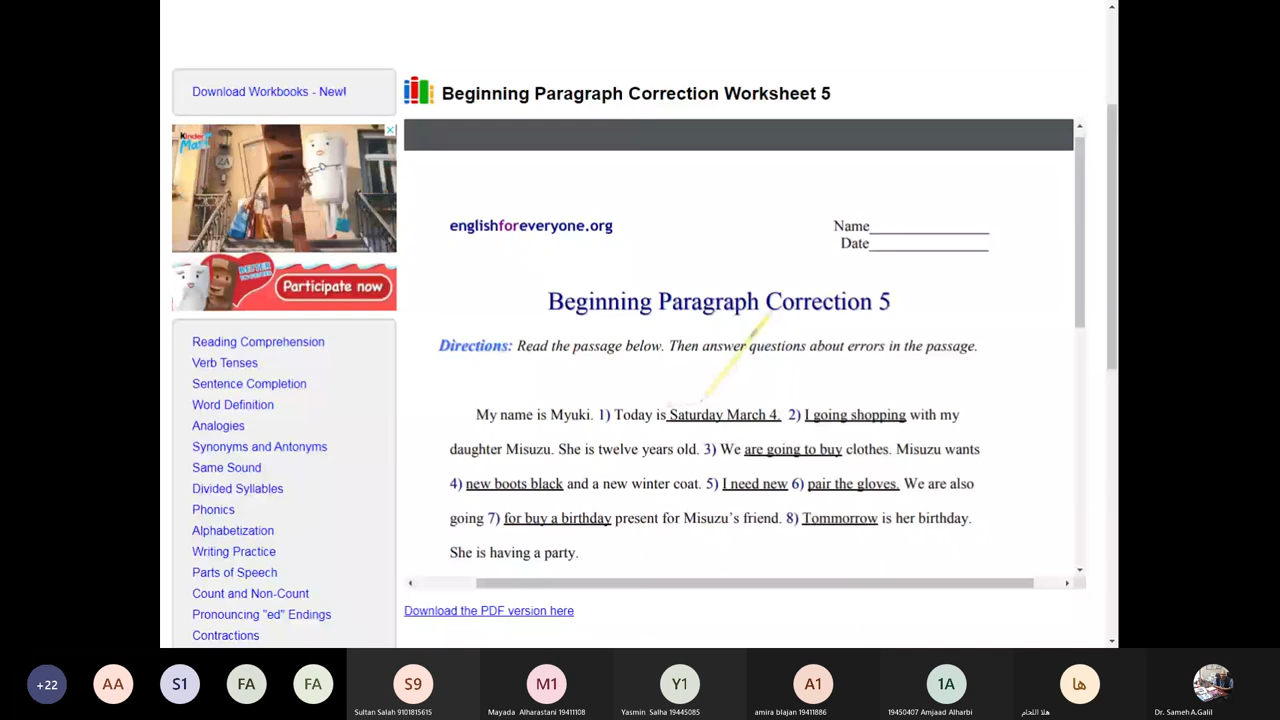 Download Workbooks - New!
Beginning Paragraph Correction Worksheet 5
Kinder
2A
BETTER
TOGETHER
Participate now
englishforeveryone.org
Name
Date
Beginning Paragraph Correction 5
Directions: Read the passage below. Then answer questions about errors in the passage.
My name is Myuki. 1) Today is Saturday March 4. 2) I going shopping with my
daughter Misuzu. She is twelve years old. 3) We are going to buy clothes. Misuzu wants
4) new boots black and a new winter coat. 5) I need new 6) pair the gloves. We are also
going 7) for buy a birthday present for Misuzu's friend. 8) Tommorrow is her birthday.
She is having a party.
Download the PDF version here
Reading Comprehension
Verb Tenses
Sentence Completion
Word Definition
Analogies
Synonyms and Antonyms
Same Sound
Divided Syllables
Phonics
Alphabetization
Writing Practice
Parts of Speech
Count and Non-Count
Pronouncing "ed" Endings
Contractions
+22
AA
S1
FA
FA
S9
M1
Y1
A1
1A
ها
Sultan Salah 9101815615
Mayada Alharastani 19411108
Yasmin Salha 19445085
amira blajan 19411886
19450407 Amjaad Alharbi
هلا اللحام
Dr. Sameh A.Galil